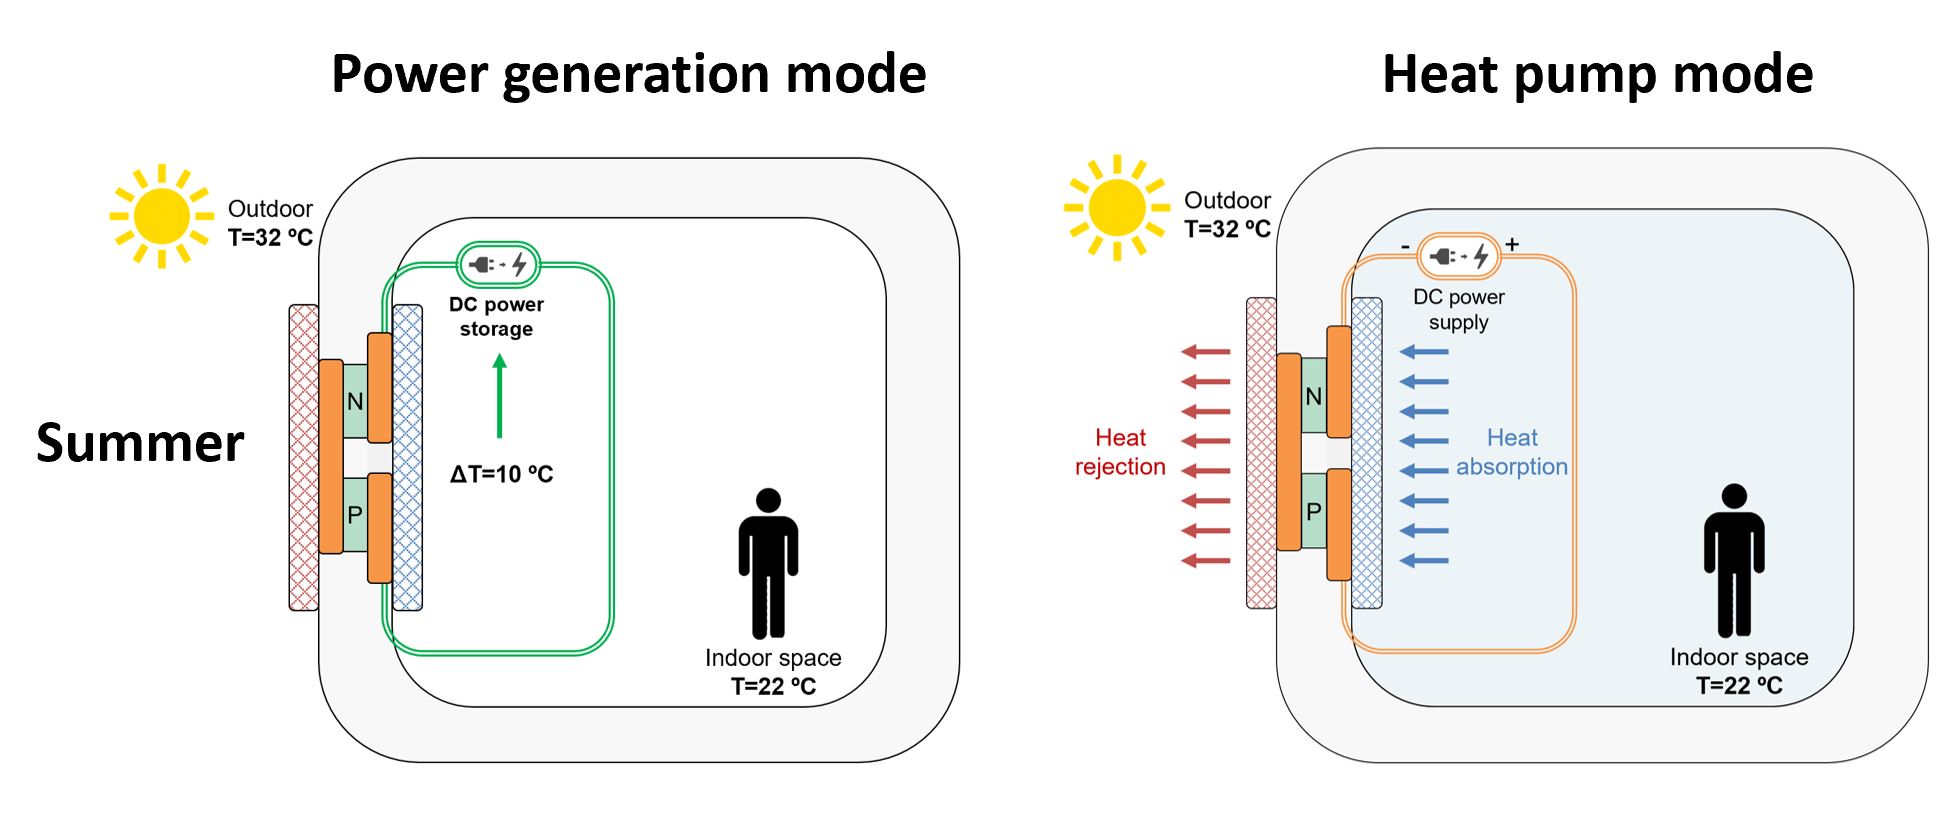 Power generation mode
Outdoor
T=32 ºC
DC power
storage
N
ΔT=10 ºC
P
Indoor space
T=22 ºC
Summer
Heat pump mode
Outdoor
T=32 ºC
- +
DC power
supply
N
Heat
rejection
Heat
absorption
P
Indoor space
T=22 ºC